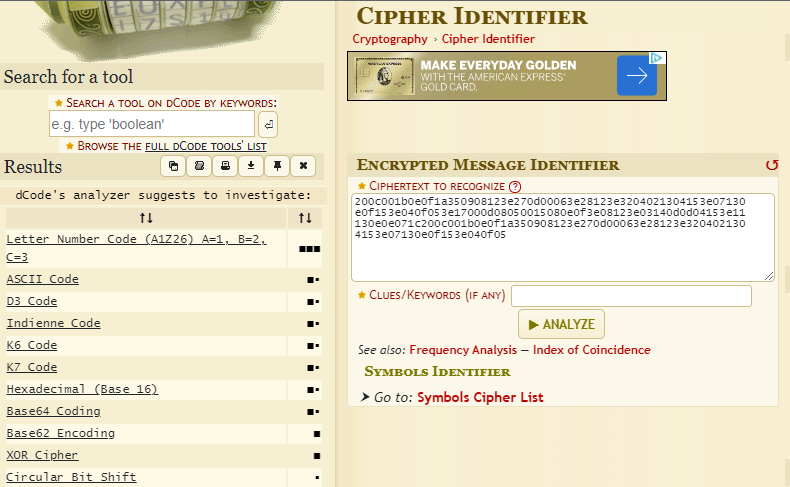 Search for a tool
★ SEARCH A TOOL ON DCODE BY KEYWORDS:
e.g. type 'boolean'
★ BROWSE THE FULL DCODE TOOLS' LIST
Results
dCode's analyzer suggests to investigate:
↑↓ ↑↓
Letter Number Code (A1Z26) A=1, B=2,
C=3 ■■■
ASCII Code ■▪
D3 Code ■▪
Indienne Code ■▪
K6 Code ■▪
K7 Code ■▪
Hexadecimal (Base 16) ■▪
Base64 Coding ■▪
Base62 Encoding ■
XOR Cipher ■
Circular Bit Shift ▪
CIPHER IDENTIFIER
Cryptography › Cipher Identifier
MAKE EVERYDAY GOLDEN
WITH THE AMERICAN EXPRESS®
GOLD CARD.
ENCRYPTED MESSAGE IDENTIFIER
★ CIPHERTEXT TO RECOGNIZE ?
200c001b0e0f1a350908123e270d00063e28123e3204021304153e07130
e0f153e040f053e17000d08050015080e0f3e08123e03140d0d04153e11
130e0e071c200c001b0e0f1a350908123e270d00063e28123e320402130
4153e07130e0f153e040f05
★ CLUES/KEYWORDS (IF ANY)
▶ ANALYZE
See also: Frequency Analysis — Index of Coincidence
SYMBOLS IDENTIFIER
➤ Go to: Symbols Cipher List